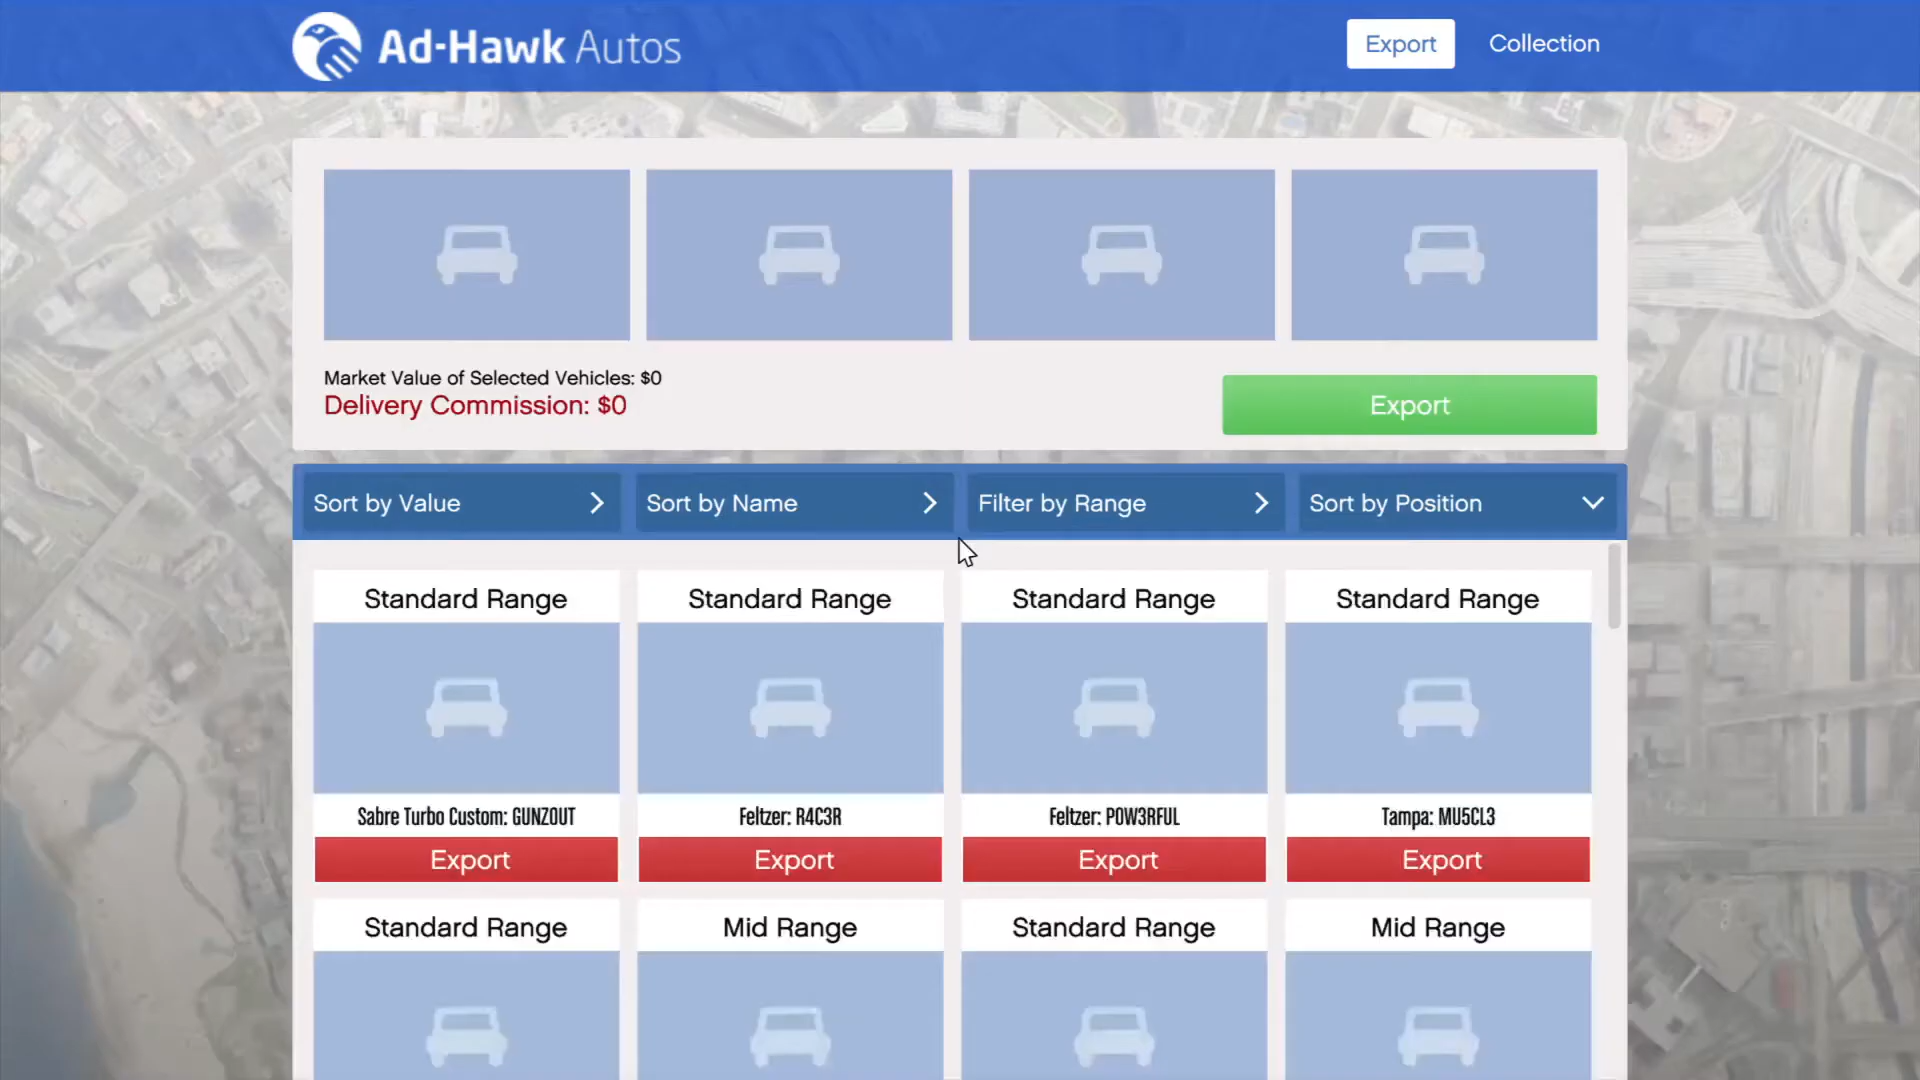 Ad-Hawk Autos
Export
Collection
Market Value of Selected Vehicles: $0
Delivery Commission: $0
Export
Sort by Value
Sort by Name
Filter by Range
Sort by Position
Standard Range
Standard Range
Standard Range
Standard Range
Sabre Turbo Custom: GUNZOUT
Feltzer: R4C3R
Feltzer: P0W3RFUL
Tampa: MU5CL3
Export
Export
Export
Export
Standard Range
Mid Range
Standard Range
Mid Range